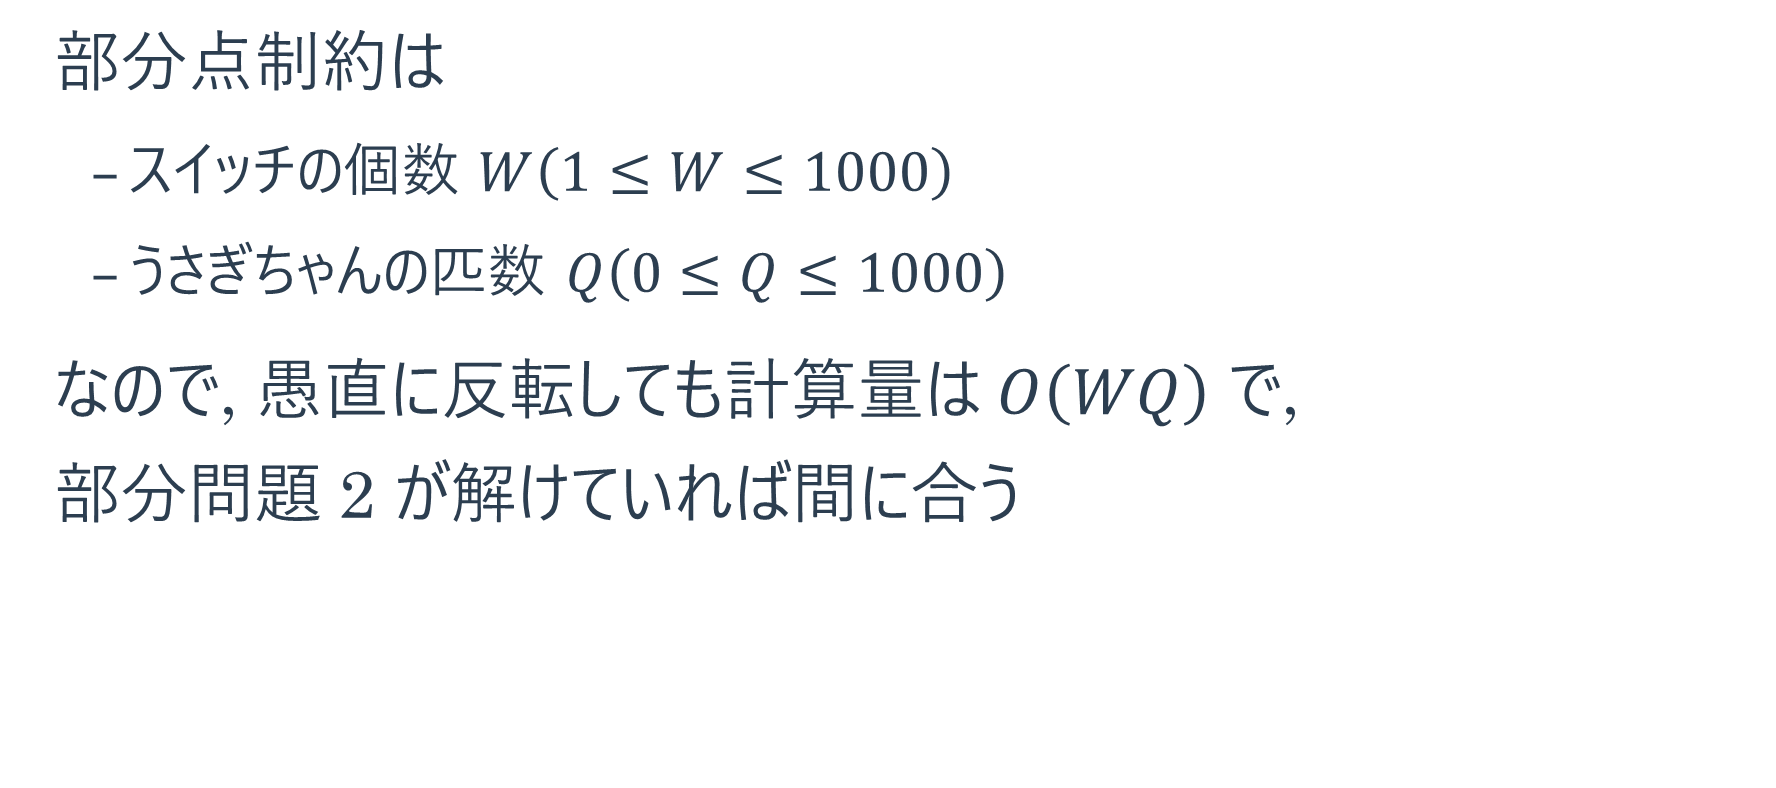 部分点制約は
– スイッチの個数 W(1 ≤ W ≤ 1000)
– うさぎちゃんの匹数 Q(0 ≤ Q ≤ 1000)
なので, 愚直に反転しても計算量は O(WQ) で,
部分問題 2 が解けていれば間に合う